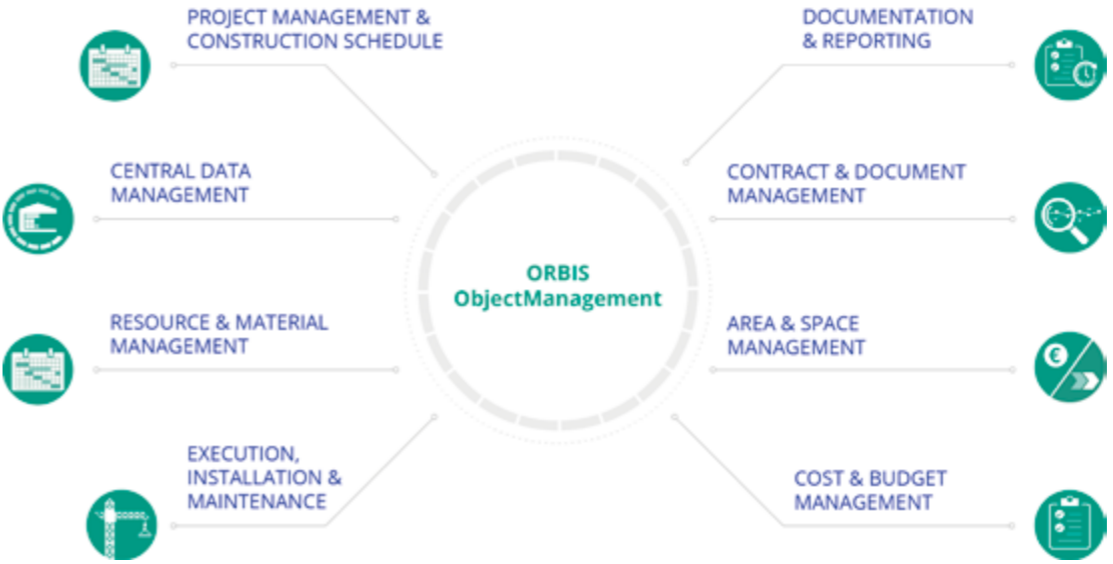 PROJECT MANAGEMENT &
CONSTRUCTION SCHEDULE
CENTRAL DATA
MANAGEMENT
RESOURCE & MATERIAL
MANAGEMENT
EXECUTION,
INSTALLATION &
MAINTENANCE
ORBIS
ObjectManagement
DOCUMENTATION
& REPORTING
CONTRACT & DOCUMENT
MANAGEMENT
AREA & SPACE
MANAGEMENT
€
COST & BUDGET
MANAGEMENT